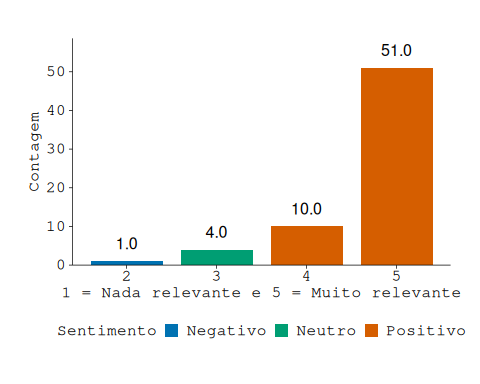 51.0
50
40
Contagem
30
20
10.0
10
4.0
1.0
0
2 3 4 5
1 = Nada relevante e 5 = Muito relevante
Sentimento Negativo Neutro Positivo